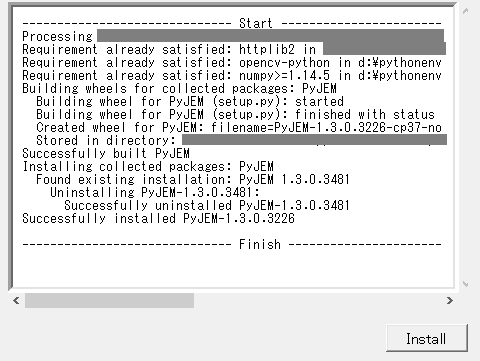 ------------------------------ Start ----------------------
Processing
Requirement already satisfied: httplib2 in
Requirement already satisfied: opencv-python in d:¥pythonenv
Requirement already satisfied: numpy>=1.14.5 in d:¥pythonenv
Building wheels for collected packages: PyJEM
Building wheel for PyJEM (setup.py): started
Building wheel for PyJEM (setup.py): finished with status
Created wheel for PyJEM: filename=PyJEM-1.3.0.3226-cp37-no
Stored in directory:
Successfully built PyJEM
Installing collected packages: PyJEM
Found existing installation: PyJEM 1.3.0.3481
Uninstalling PyJEM-1.3.0.3481:
Successfully uninstalled PyJEM-1.3.0.3481
Successfully installed PyJEM-1.3.0.3226
------------------------------ Finish ----------------------
Install